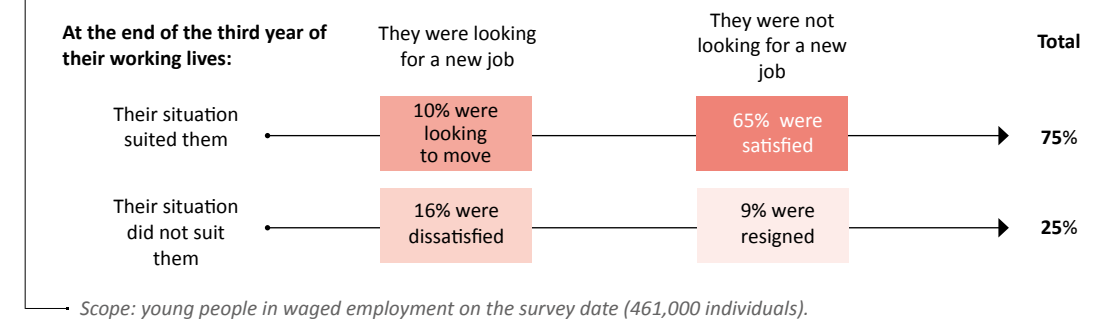 At the end of the third year of
their working lives:
They were looking
for a new job
They were not
looking for a new
job
Total
Their situation
suited them
10% were
looking
to move
65% were
satisfied
75%
Their situation
did not suit
them
16% were
dissatisfied
9% were
resigned
25%
Scope: young people in waged employment on the survey date (461,000 individuals).